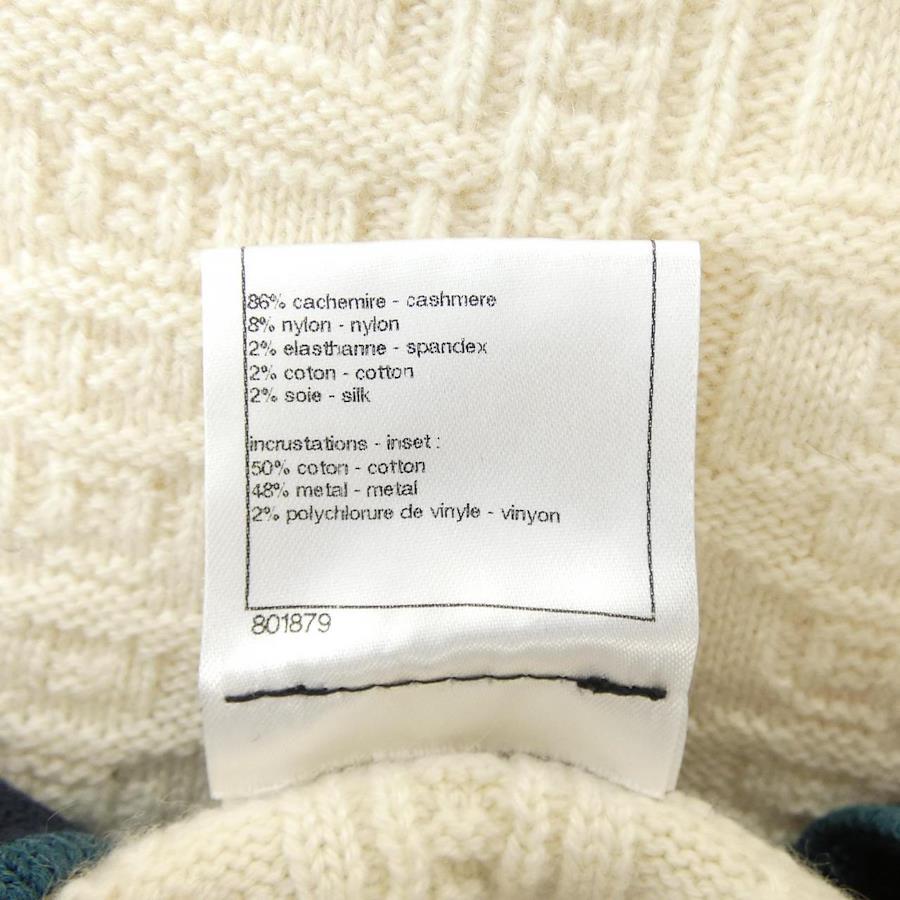 86% cachemire - cashmere
8% nylon - nylon
2% elasthanne - spandex
2% coton - cotton
2% soie - silk
incrustations - inset :
50% coton - cotton
48% metal - metal
2% polychlorure de vinyle - vinyon
801879